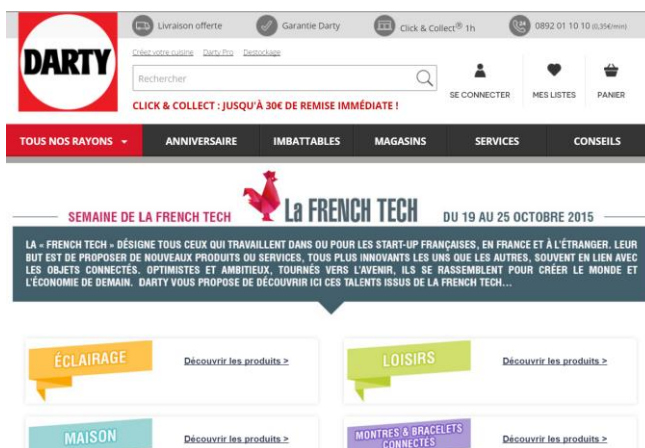 Livraison offerte Garantie Darty Click & Collect® 1h 0892 01 10 10 (0,35€/min)
DARTY
Créez votre cuisine Darty Pro Destockage
Rechercher
SE CONNECTER MES LISTES PANIER
CLICK & COLLECT : JUSQU'À 30€ DE REMISE IMMÉDIATE !
TOUS NOS RAYONS ANNIVERSAIRE IMBATTABLES MAGASINS SERVICES CONSEILS
SEMAINE DE LA FRENCH TECH La FRENCH TECH DU 19 AU 25 OCTOBRE 2015
LA « FRENCH TECH » DÉSIGNE TOUS CEUX QUI TRAVAILLENT DANS OU POUR LES START-UP FRANÇAISES, EN FRANCE ET À L'ÉTRANGER. LEUR
BUT EST DE PROPOSER DE NOUVEAUX PRODUITS OU SERVICES, TOUS PLUS INNOVANTS LES UNS QUE LES AUTRES, SOUVENT EN LIEN AVEC
LES OBJETS CONNECTÉS. OPTIMISTES ET AMBITIEUX, TOURNÉS VERS L'AVENIR, ILS SE RASSEMBLENT POUR CRÉER LE MONDE ET
L'ÉCONOMIE DE DEMAIN. DARTY VOUS PROPOSE DE DÉCOUVRIR ICI CES TALENTS ISSUS DE LA FRENCH TECH...
ÉCLAIRAGE Découvrir les produits > LOISIRS Découvrir les produits >
MAISON Découvrir les produits > MONTRES & BRACELETS
CONNECTÉS Découvrir les produits >